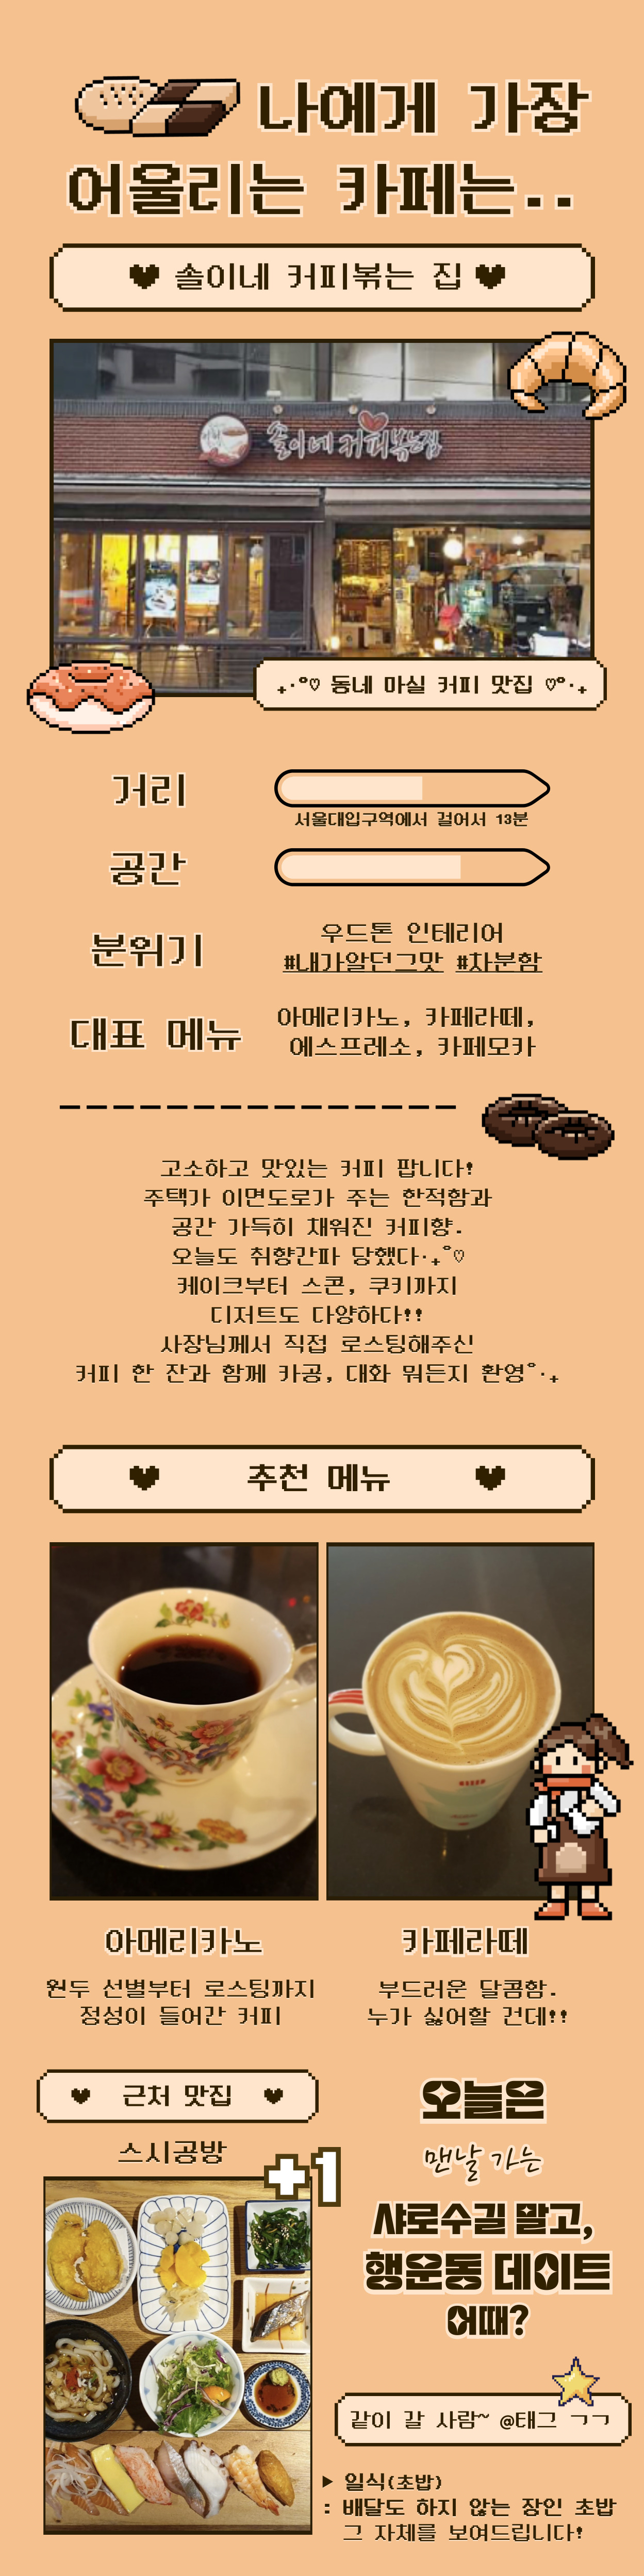 나에게 가장
어울리는 카페는..
♥ 솔이네 커피볶는 집 ♥
솔이네 커피볶는집
₊·°♡ 동네 마실 커피 맛집 ♡°·₊
거리
서울대입구역에서 걸어서 13분
공간
분위기
우드톤 인테리어
#내가알던그맛 #차분함
대표 메뉴
아메리카노, 카페라떼,
에스프레소, 카페모카
고소하고 맛있는 커피 팝니다!
주택가 이면도로가 주는 한적함과
공간 가득히 채워진 커피향.
오늘도 취향간파 당했다·₊°♡
케이크부터 스콘, 쿠키까지
디저트도 다양하다!!
사장님께서 직접 로스팅해주신
커피 한 잔과 함께 카공, 대화 뭐든지 환영°·₊
♥ 추천 메뉴 ♥
아메리카노
원두 선별부터 로스팅까지
정성이 들어간 커피
카페라떼
부드러운 달콤함.
누가 싫어할 건데!!
♥ 근처 맛집 ♥
스시공방
+1
오늘은
맨날 가는
샤로수길 말고,
행운동 데이트
어때?
같이 갈 사람~ @태그 ㄱㄱ
▶ 일식(초밥)
: 배달도 하지 않는 장인 초밥
그 자체를 보여드립니다!